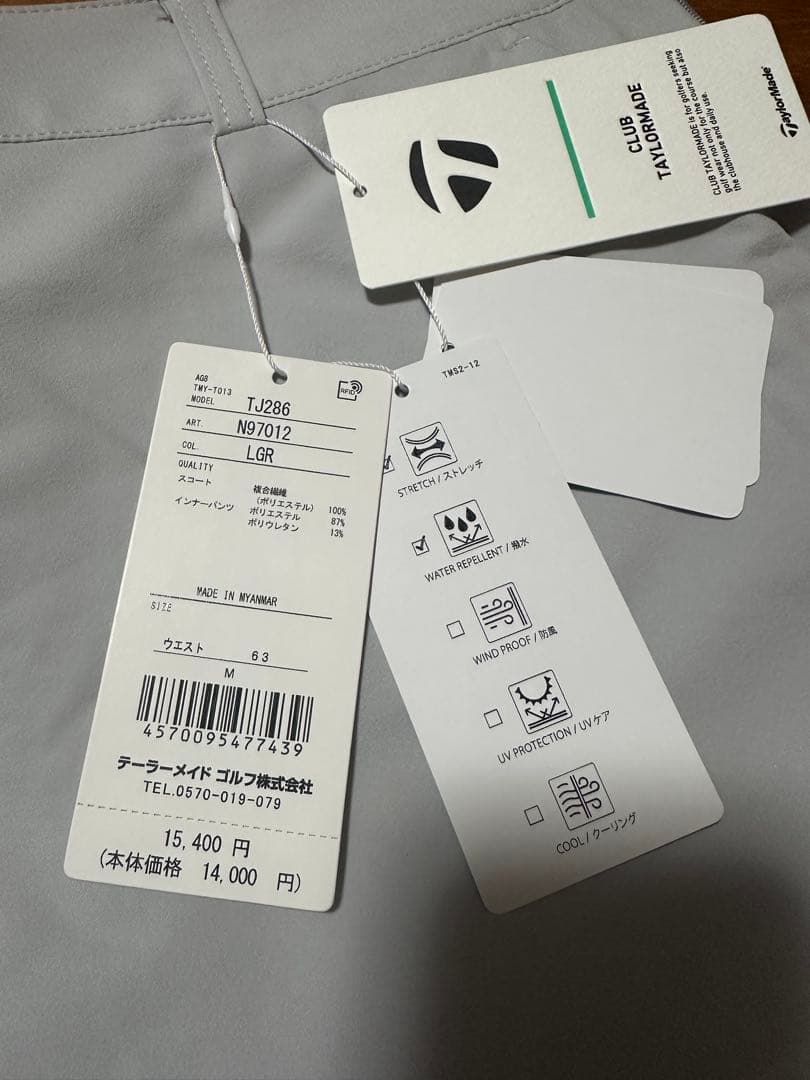 CLUB
TAYLORMADE
CLUB TAYLORMADE is for golfers seeking
golf wear not only for the course but also
the clubhouse and daily use.
TaylorMade
AG8
TMY-T013
MODEL TJ286
RFID
ART. N97012
COL. LGR
QUALITY
スコート 複合繊維
(ポリエステル) 100%
インナーパンツ ポリエステル 87%
ポリウレタン 13%
MADE IN MYANMAR
SIZE
ウエスト 63
M
4570095477439
テーラーメイド ゴルフ株式会社
TEL.0570-019-079
15,400 円
(本体価格 14,000 円)
TMS2-12
STRETCH / ストレッチ
WATER REPELLENT / 撥水
WIND PROOF / 防風
UV PROTECTION / UVケア
COOL / クーリング